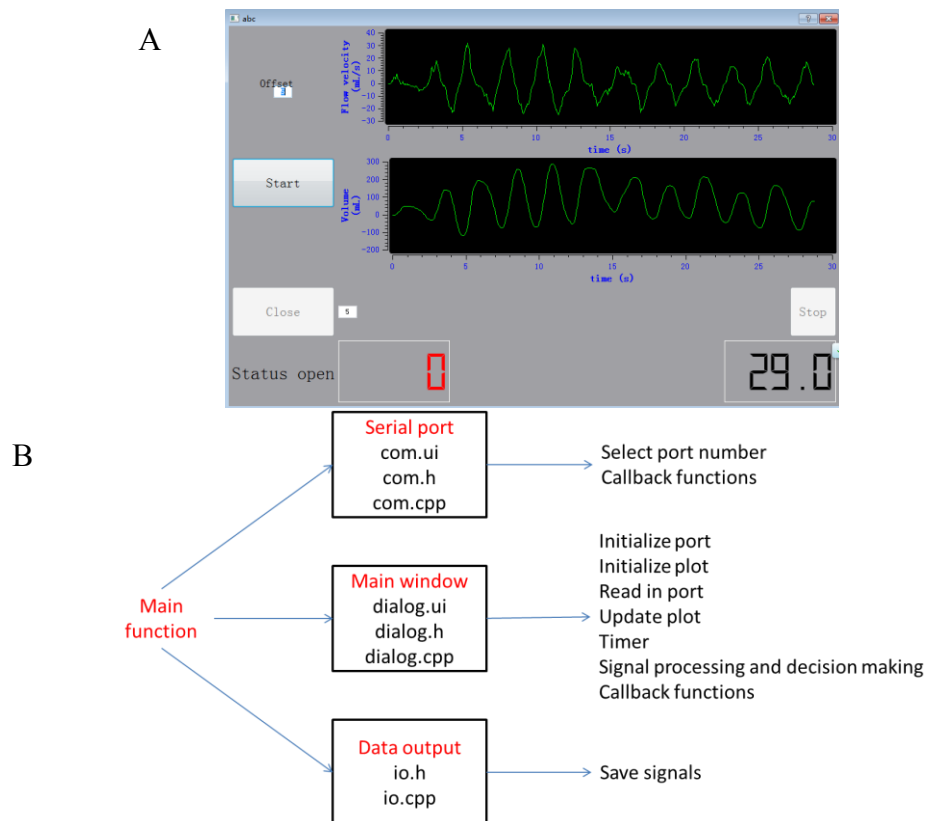 A
abc
Offset
Flow velocity
(mL/s)
40
30
20
10
0
-10
-20
-30
0
5
10
15
20
25
30
time (s)
Start
Volume
(mL)
300
200
100
0
-100
-200
0
5
10
15
20
25
30
time (s)
Close
5
Stop
Status open
0
29.0
B
Serial port
com.ui
com.h
com.cpp
Select port number
Callback functions
Main
function
Main window
dialog.ui
dialog.h
dialog.cpp
Initialize port
Initialize plot
Read in port
Update plot
Timer
Signal processing and decision making
Callback functions
Data output
io.h
io.cpp
Save signals